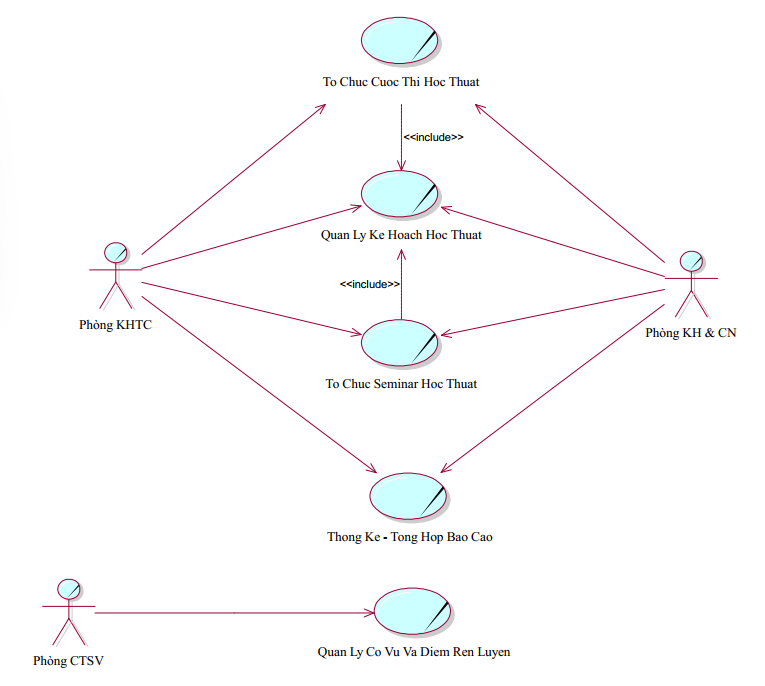 To Chuc Cuoc Thi Hoc Thuat
<<include>>
Quan Ly Ke Hoach Hoc Thuat
<<include>>
Phòng KHTC
Phòng KH & CN
To Chuc Seminar Hoc Thuat
Thong Ke - Tong Hop Bao Cao
Quan Ly Co Vu Va Diem Ren Luyen
Phòng CTSV